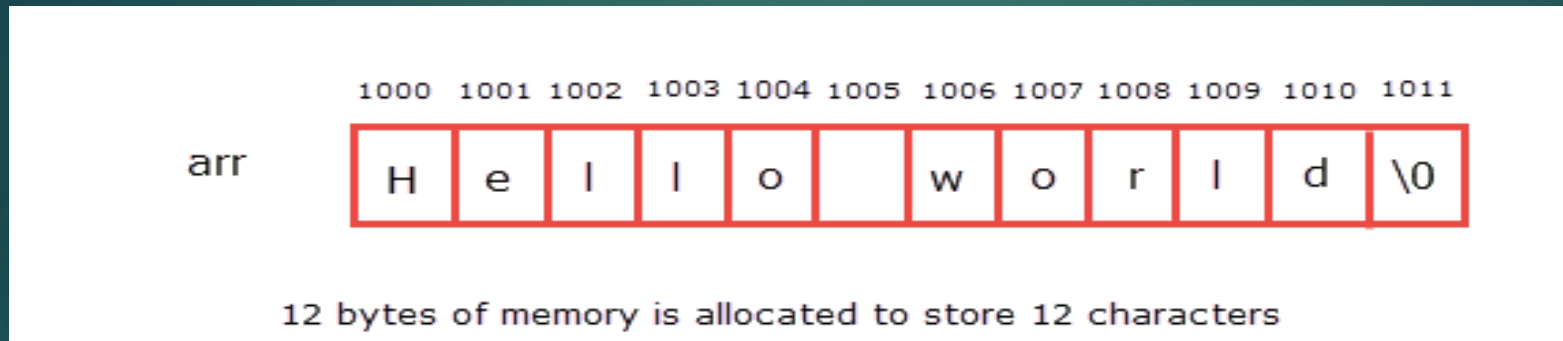 1000 1001 1002 1003 1004 1005 1006 1007 1008 1009 1010 1011
arr H e l l o w o r l d \0
12 bytes of memory is allocated to store 12 characters